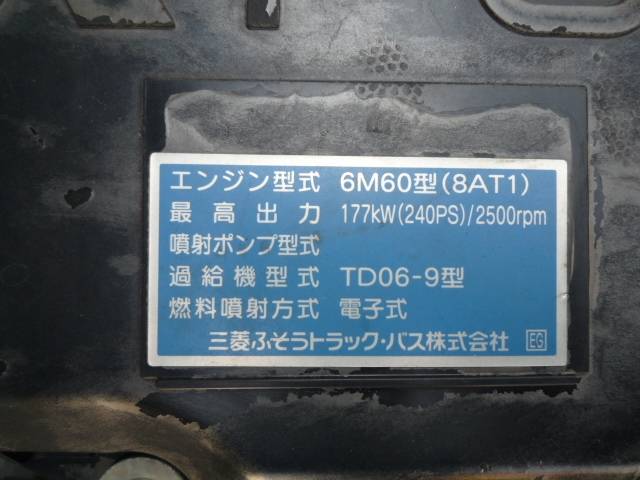 エンジン型式 6M60型(8AT1)
最高出力 177kW(240PS)/2500rpm
噴射ポンプ型式
過給機型式 TD06-9型
燃料噴射方式 電子式
三菱ふそうトラック・バス株式会社 EG